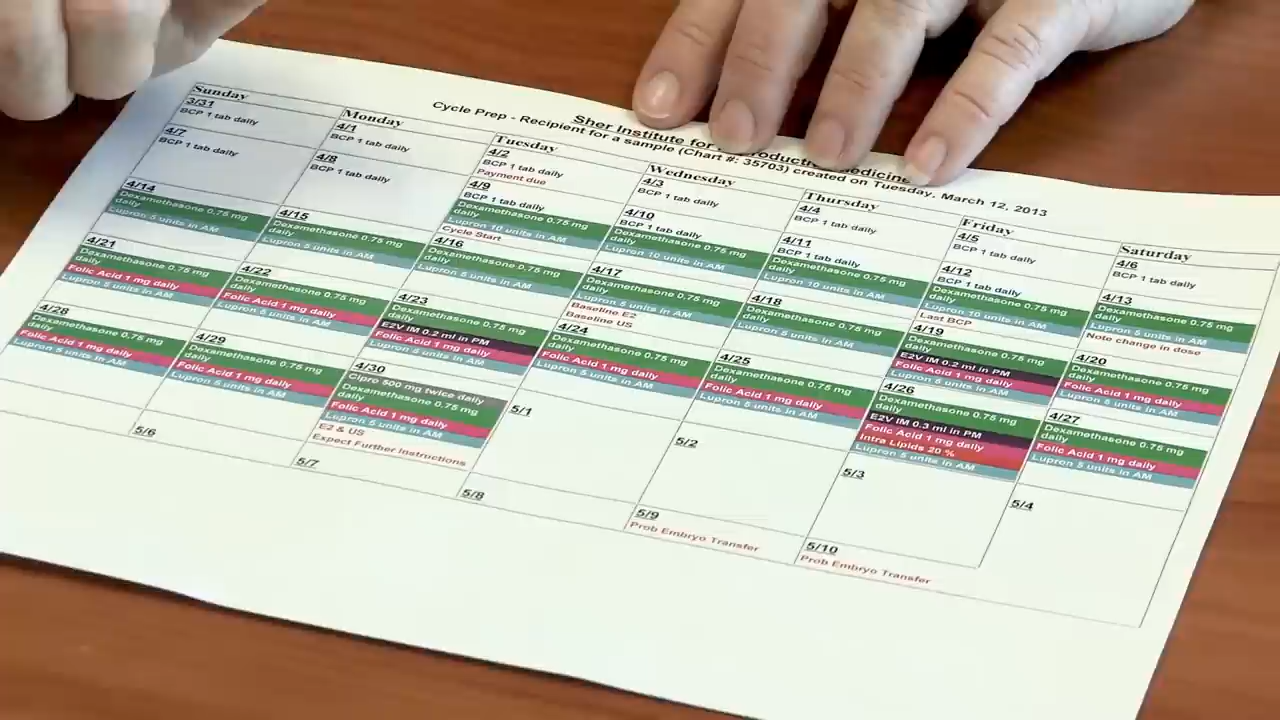 Sher Institute for Reproductive Medicine
Cycle Prep - Recipient for a sample (Chart #: 35703) created on Tuesday, March 12, 2013
Sunday
Monday
Tuesday
Wednesday
Thursday
Friday
Saturday
3/31
BCP 1 tab daily
4/1
BCP 1 tab daily
4/2
BCP 1 tab daily
Payment due
4/3
BCP 1 tab daily
4/4
BCP 1 tab daily
4/5
BCP 1 tab daily
4/6
BCP 1 tab daily
4/7
BCP 1 tab daily
4/8
BCP 1 tab daily
4/9
BCP 1 tab daily
Dexamethasone 0.75 mg
daily
Lupron 10 units in AM
Cycle Start
4/10
BCP 1 tab daily
Dexamethasone 0.75 mg
daily
Lupron 10 units in AM
4/11
BCP 1 tab daily
Dexamethasone 0.75 mg
daily
Lupron 10 units in AM
4/12
BCP 1 tab daily
Dexamethasone 0.75 mg
daily
Lupron 10 units in AM
Last BCP
4/13
Dexamethasone 0.75 mg
daily
Lupron 5 units in AM
Note change in dose
4/14
Dexamethasone 0.75 mg
daily
Lupron 5 units in AM
4/15
Dexamethasone 0.75 mg
daily
Lupron 5 units in AM
4/16
Dexamethasone 0.75 mg
daily
Lupron 5 units in AM
4/17
Dexamethasone 0.75 mg
daily
Lupron 5 units in AM
Baseline E2
Baseline US
4/18
Dexamethasone 0.75 mg
daily
Lupron 5 units in AM
4/19
Dexamethasone 0.75 mg
daily
E2V IM 0.2 ml in PM
Folic Acid 1 mg daily
Lupron 5 units in AM
4/20
Dexamethasone 0.75 mg
daily
Folic Acid 1 mg daily
Lupron 5 units in AM
4/21
Dexamethasone 0.75 mg
daily
Folic Acid 1 mg daily
Lupron 5 units in AM
4/22
Dexamethasone 0.75 mg
daily
Folic Acid 1 mg daily
Lupron 5 units in AM
4/23
Dexamethasone 0.75 mg
daily
E2V IM 0.2 ml in PM
Folic Acid 1 mg daily
Lupron 5 units in AM
4/24
Dexamethasone 0.75 mg
daily
Folic Acid 1 mg daily
Lupron 5 units in AM
4/25
Dexamethasone 0.75 mg
daily
Folic Acid 1 mg daily
Lupron 5 units in AM
4/26
Dexamethasone 0.75 mg
daily
E2V IM 0.3 ml in PM
Folic Acid 1 mg daily
Intra Lipids 20 %
Lupron 5 units in AM
4/27
Dexamethasone 0.75 mg
daily
Folic Acid 1 mg daily
Lupron 5 units in AM
4/28
Dexamethasone 0.75 mg
daily
Folic Acid 1 mg daily
Lupron 5 units in AM
4/29
Dexamethasone 0.75 mg
daily
Folic Acid 1 mg daily
Lupron 5 units in AM
4/30
Cipro 500 mg twice daily
Dexamethasone 0.75 mg
daily
Folic Acid 1 mg daily
Lupron 5 units in AM
E2 & US
Expect Further Instructions
5/1
5/2
5/3
5/4
5/6
5/7
5/8
5/9
Prob Embryo Transfer
5/10
Prob Embryo Transfer